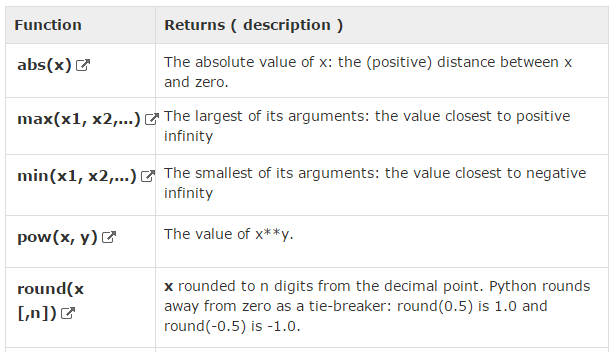 Function Returns ( description )
abs(x) The absolute value of x: the (positive) distance between x
and zero.
max(x1, x2,...) The largest of its arguments: the value closest to positive
infinity
min(x1, x2,...) The smallest of its arguments: the value closest to negative
infinity
pow(x, y) The value of x**y.
round(x
[,n])
x rounded to n digits from the decimal point. Python rounds
away from zero as a tie-breaker: round(0.5) is 1.0 and
round(-0.5) is -1.0.